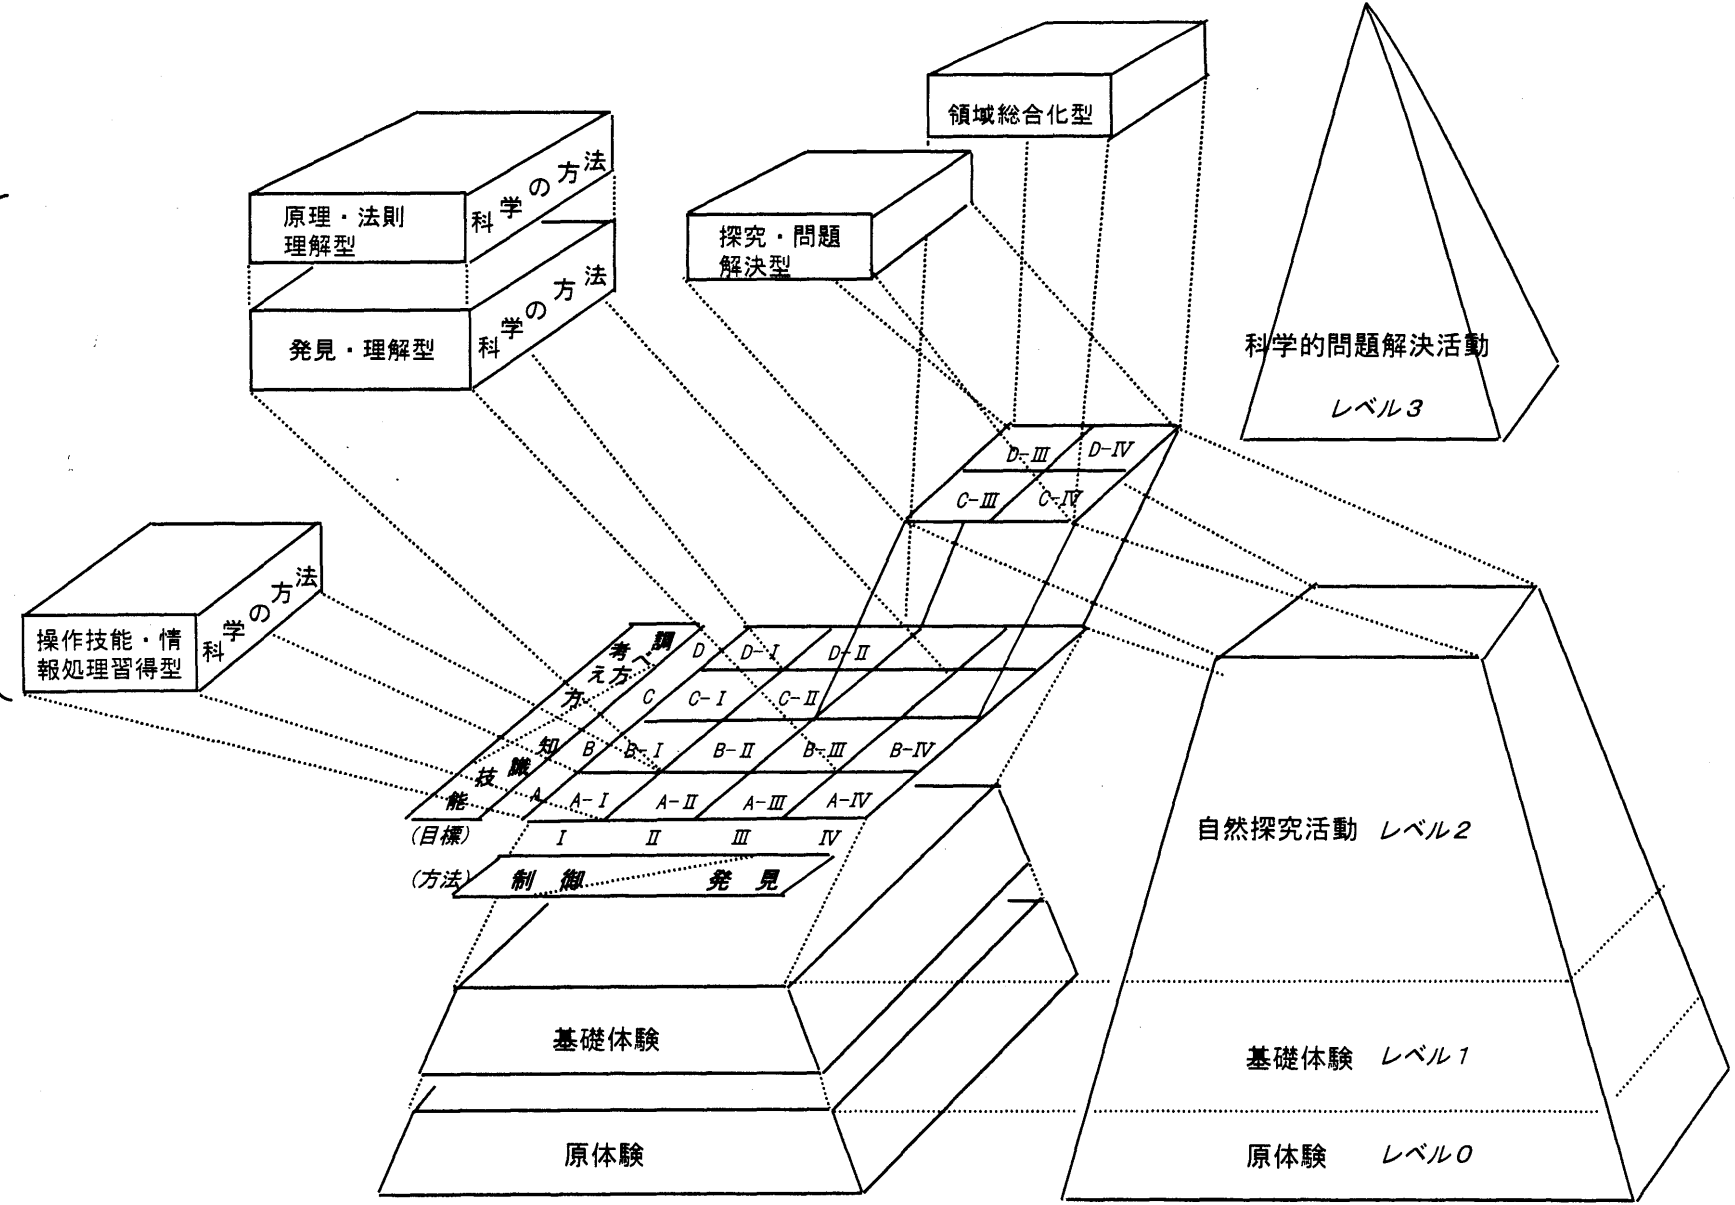 領域総合化型
原理・法則
理解型
科学の方法
探究・問題
解決型
発見・理解型
科学の方法
科学的問題解決活動
レベル3
D-Ⅲ D-Ⅳ
C-Ⅲ C-Ⅳ
操作技能・情
報処理習得型
科学の方法
調べ方
考え方
知識
技能
D D-Ⅰ D-Ⅱ
C C-Ⅰ C-Ⅱ
B B-Ⅰ B-Ⅱ B-Ⅲ B-Ⅳ
A A-Ⅰ A-Ⅱ A-Ⅲ A-Ⅳ
(目標) Ⅰ Ⅱ Ⅲ Ⅳ
(方法) 制御 発見
自然探究活動 レベル2
基礎体験
基礎体験 レベル1
原体験
原体験 レベル0